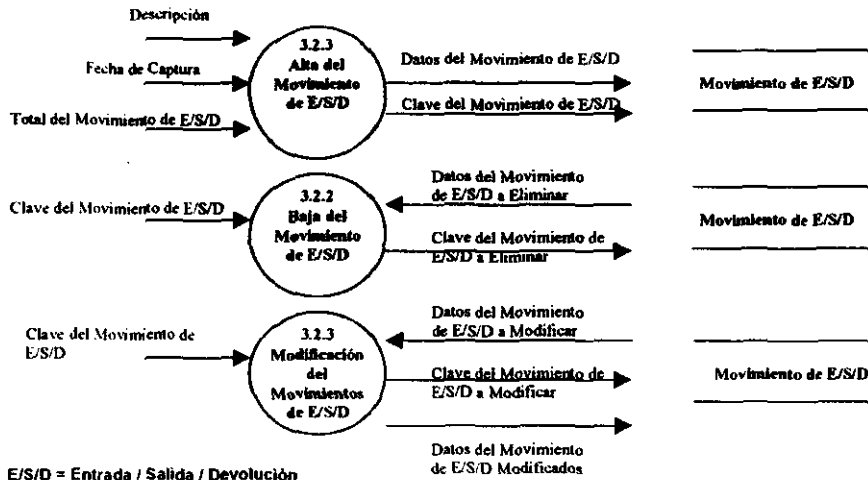 Descripción
Fecha de Captura
Total del Movimiento de E/S/D
3.2.3
Alta del
Movimiento
de E/S/D
Datos del Movimiento de E/S/D
Clave del Movimiento de E/S/D
Movimiento de E/S/D
Clave del Movimiento de E/S/D
3.2.2
Baja del
Movimiento
de E/S/D
Datos del Movimiento
de E/S/D a Eliminar
Clave del Movimiento de
E/S/D a Eliminar
Movimiento de E/S/D
Clave del Movimiento de
E/S/D
3.2.3
Modificación
del
Movimientos
de E/S/D
Datos del Movimiento
de E/S/D a Modificar
Clave del Movimiento de
E/S/D a Modificar
Datos del Movimiento
de E/S/D Modificados
Movimiento de E/S/D
E/S/D = Entrada / Salida / Devolución